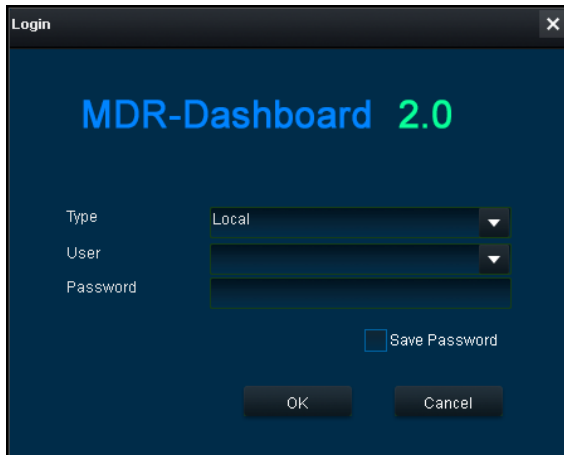 Login
MDR-Dashboard 2.0
Type Local
User
Password
Save Password
OK Cancel